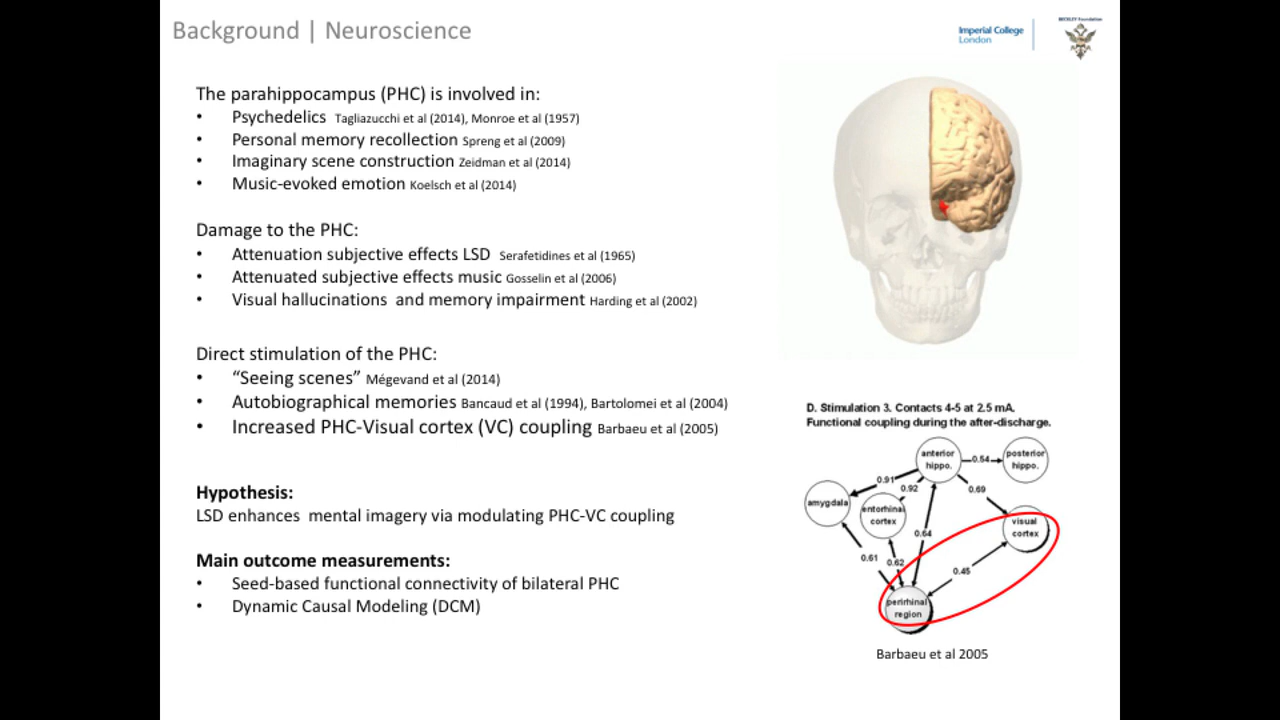 Background | Neuroscience
Imperial College
London
BECKLEY Foundation
The parahippocampus (PHC) is involved in:
• Psychedelics Tagliazucchi et al (2014), Monroe et al (1957)
• Personal memory recollection Spreng et al (2009)
• Imaginary scene construction Zeidman et al (2014)
• Music-evoked emotion Koelsch et al (2014)
Damage to the PHC:
• Attenuation subjective effects LSD Serafetidines et al (1965)
• Attenuated subjective effects music Gosselin et al (2006)
• Visual hallucinations and memory impairment Harding et al (2002)
Direct stimulation of the PHC:
• “Seeing scenes” Mégevand et al (2014)
• Autobiographical memories Bancaud et al (1994), Bartolomei et al (2004)
• Increased PHC-Visual cortex (VC) coupling Barbaeu et al (2005)
Hypothesis:
LSD enhances mental imagery via modulating PHC-VC coupling
Main outcome measurements:
• Seed-based functional connectivity of bilateral PHC
• Dynamic Causal Modeling (DCM)
D. Stimulation 3. Contacts 4-5 at 2.5 mA.
Functional coupling during the after-discharge.
anterior
hippo.
0.54
posterior
hippo.
0.91
0.92
0.69
amygdala
entorhinal
cortex
visual
cortex
0.64
0.61
0.62
0.45
perirhinal
region
Barbaeu et al 2005